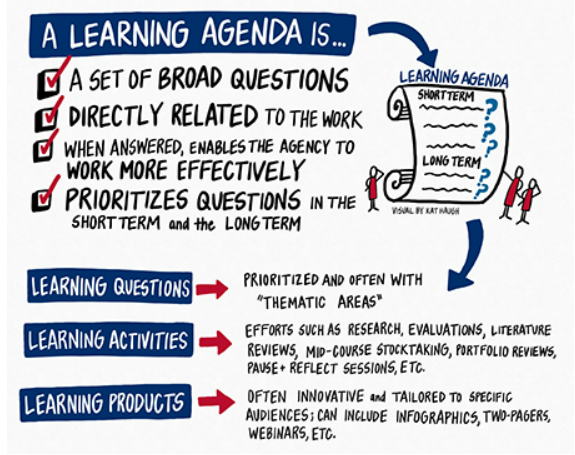 A LEARNING AGENDA IS...
A SET OF BROAD QUESTIONS
DIRECTLY RELATED TO THE WORK
WHEN ANSWERED, ENABLES THE AGENCY TO
WORK MORE EFFECTIVELY
PRIORITIZES QUESTIONS IN THE
SHORT TERM and the LONG TERM
LEARNING AGENDA
SHORT TERM
?
?
?
LONG TERM
?
?
VISUAL BY KAT HAUGH
LEARNING QUESTIONS
PRIORITIZED AND OFTEN WITH
"THEMATIC AREAS"
LEARNING ACTIVITIES
EFFORTS SUCH AS RESEARCH, EVALUATIONS, LITERATURE
REVIEWS, MID-COURSE STOCKTAKING, PORTFOLIO REVIEWS,
PAUSE + REFLECT SESSIONS, ETC.
LEARNING PRODUCTS
OFTEN INNOVATIVE and TAILORED TO SPECIFIC
AUDIENCES; CAN INCLUDE INFOGRAPHICS, TWO-PAGERS,
WEBINARS, ETC.